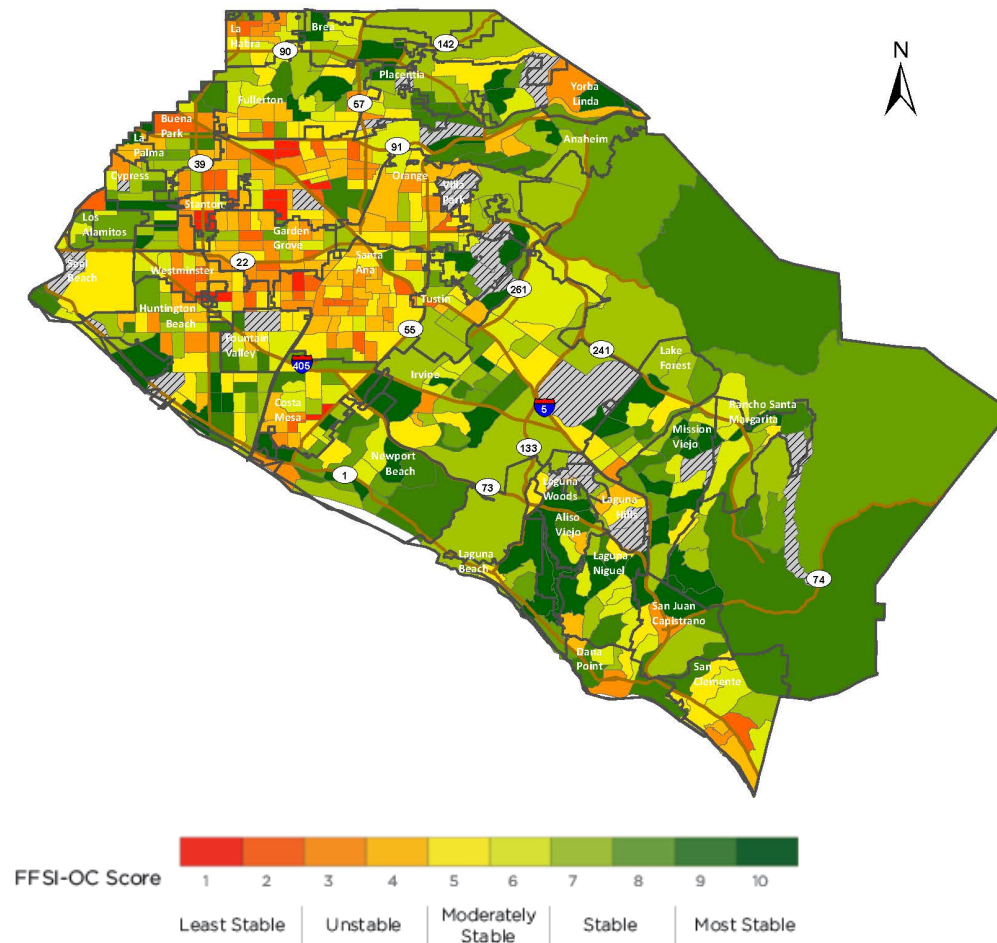 La
Habra
Brea
N
90
142
Placentia
Fullerton
57
Yorba
Linda
Buena
Park
La
Palma
91
Anaheim
39
Orange
Cypress
Villa
Park
Stanton
Los
Alamitos
Garden
Grove
22
Santa
Ana
Seal
Beach
Westminster
261
Tustin
Huntington
Beach
55
Fountain
Valley
241
Lake
Forest
405
Irvine
5
Costa
Mesa
Rancho Santa
Margarita
Mission
Viejo
133
Newport
Beach
1
73
Laguna
Woods
Laguna
Hills
Aliso
Viejo
Laguna
Beach
Laguna
Niguel
74
San Juan
Capistrano
Dana
Point
San
Clemente
FFSI-OC Score
1 2 3 4 5 6 7 8 9 10
Least Stable Unstable Moderately Stable Stable Most Stable